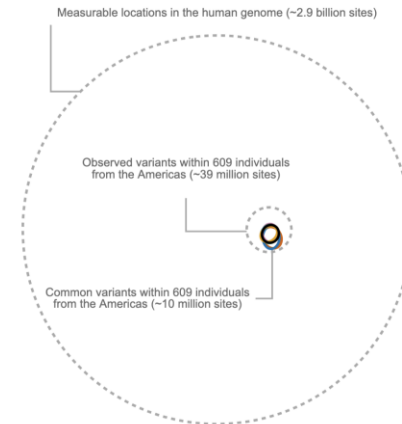 Measurable locations in the human genome (~2.9 billion sites)
Observed variants within 609 individuals
from the Americas (~39 million sites)
Common variants within 609 individuals
from the Americas (~10 million sites)